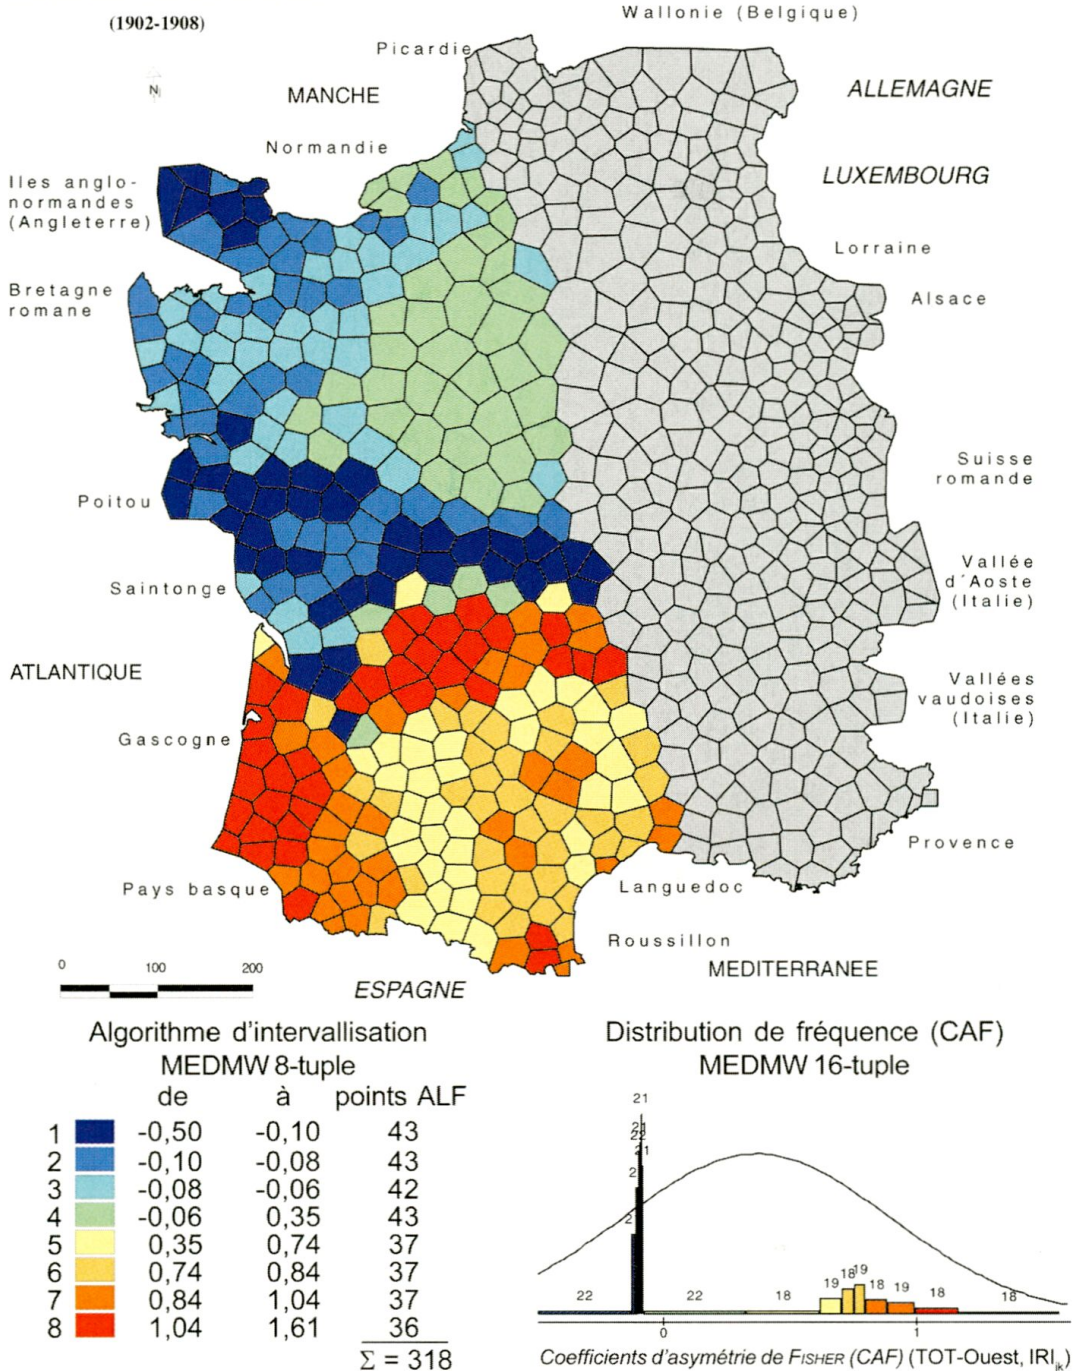 (1902-1908)
Wallonie (Belgique)
Picardie
N
MANCHE
ALLEMAGNE
Normandie
Iles anglo-
normandes
(Angleterre)
LUXEMBOURG
Lorraine
Bretagne
romane
Alsace
Suisse
romande
Poitou
Vallée
d´Aoste
(Italie)
Saintonge
ATLANTIQUE
Vallées
vaudoises
(Italie)
Gascogne
Provence
Pays basque
Languedoc
Roussillon
MEDITERRANEE
0 100 200
ESPAGNE
Algorithme d'intervallisation
MEDMW 8-tuple
de à points ALF
1 -0,50 -0,10 43
2 -0,10 -0,08 43
3 -0,08 -0,06 42
4 -0,06 0,35 43
5 0,35 0,74 37
6 0,74 0,84 37
7 0,84 1,04 37
8 1,04 1,61 36
Σ = 318
Distribution de fréquence (CAF)
MEDMW 16-tuple
21
21
22
21
2
2
22 22 18 19 18 19 18 19 18 18
0 1
Coefficients d'asymétrie de FISHER (CAF) (TOT-Ouest, IRI ik)